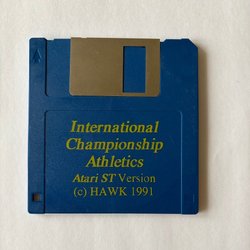 International
Championship
Athletics
Atari ST Version
(c) HAWK 1991